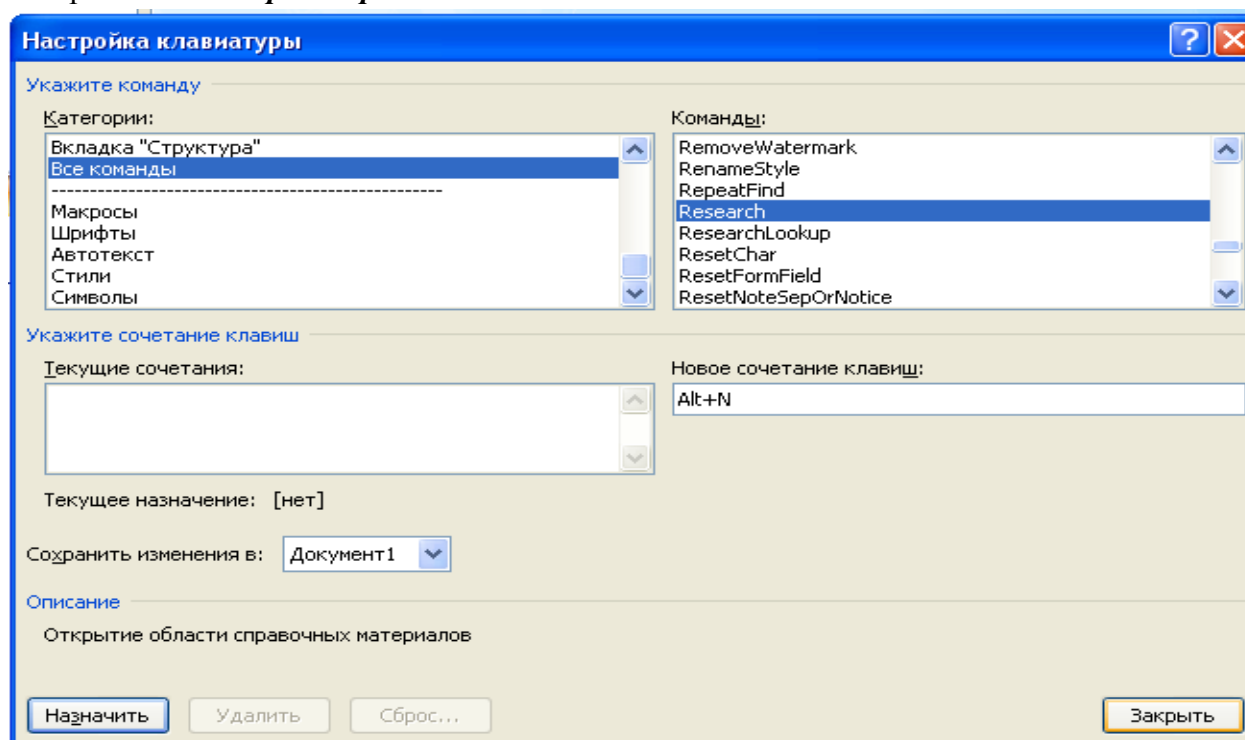 Настройка клавиатуры
Укажите команду
Категории:
Вкладка "Структура"
Все команды
----------------------------------------------------
Макросы
Шрифты
Автотекст
Стили
Символы
Команды:
RemoveWatermark
RenameStyle
RepeatFind
Research
ResearchLookup
ResetChar
ResetFormField
ResetNoteSepOrNotice
Укажите сочетание клавиш
Текущие сочетания:
Новое сочетание клавиш:
Alt+N
Текущее назначение: [нет]
Сохранить изменения в: Документ1
Описание
Открытие области справочных материалов
Назначить Удалить Сброс... Закрыть